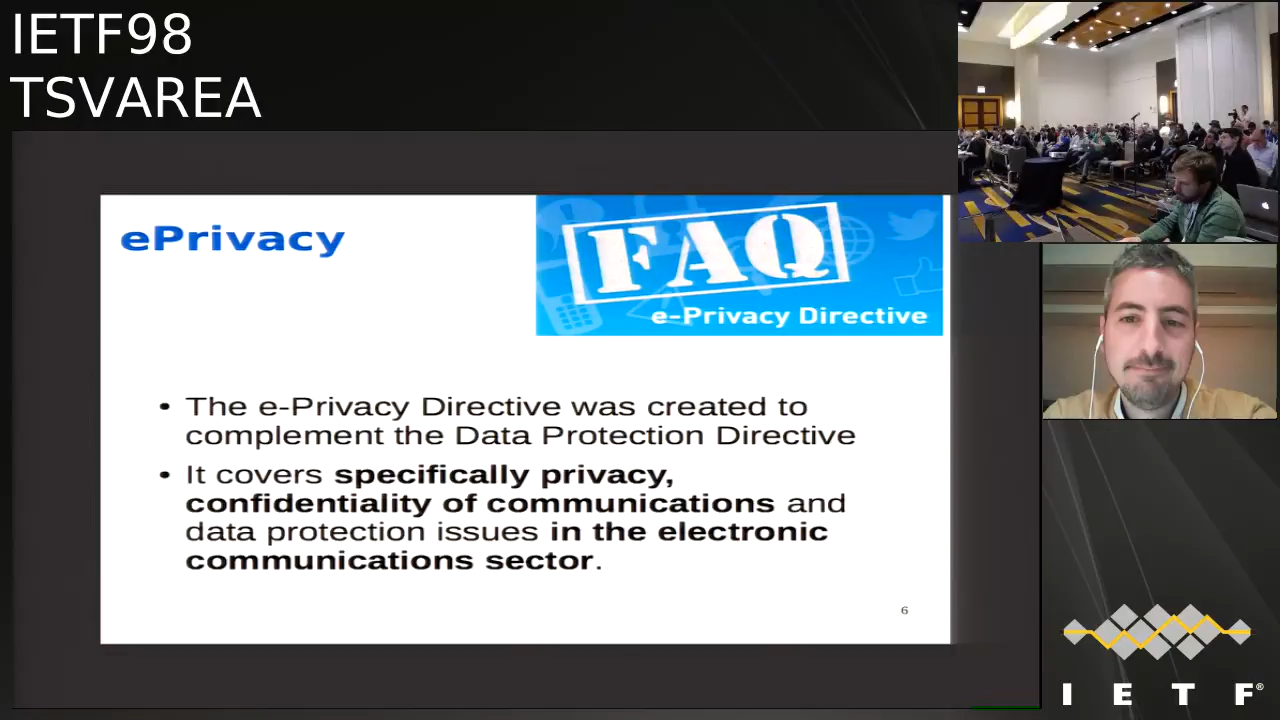 IETF98
TSVAREA
ePrivacy
FAQ
e-Privacy Directive
• The e-Privacy Directive was created to
complement the Data Protection Directive
• It covers specifically privacy,
confidentiality of communications and
data protection issues in the electronic
communications sector.
6
I E T F®